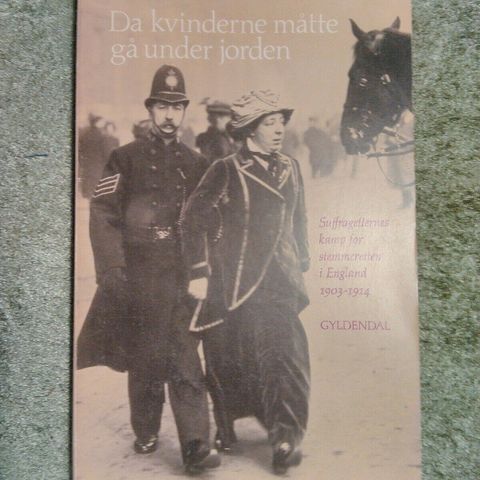 Da kvinderne måtte
gå under jorden
Suffragetternes
kamp for
stemmeretten
i England
1903-1914
GYLDENDAL